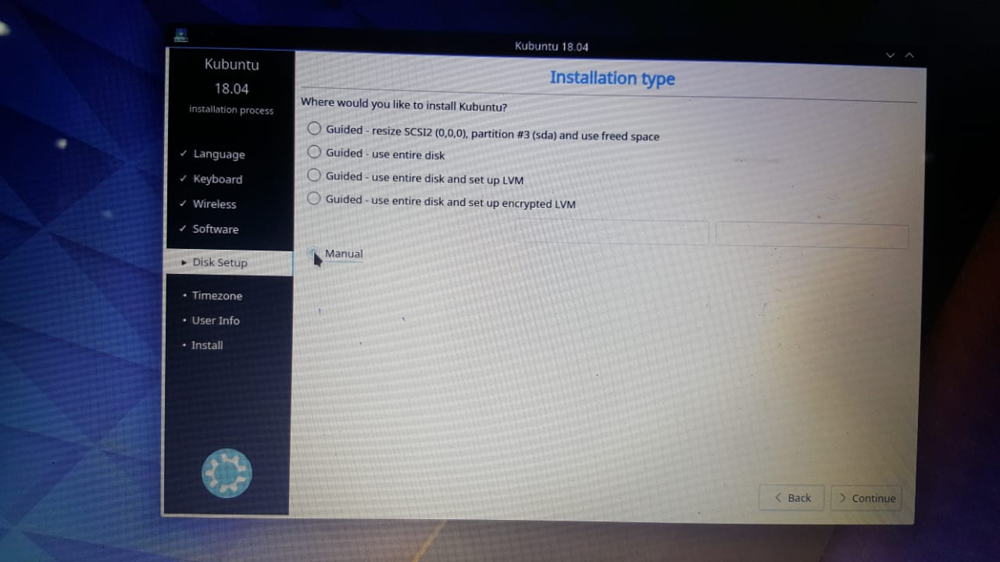 Kubuntu 18.04
Kubuntu
18.04
installation process
Language
Keyboard
Wireless
Software
Disk Setup
Timezone
User Info
Install
Installation type
Where would you like to install Kubuntu?
Guided - resize SCSI2 (0,0,0), partition #3 (sda) and use freed space
Guided - use entire disk
Guided - use entire disk and set up LVM
Guided - use entire disk and set up encrypted LVM
Manual
Back
Continue